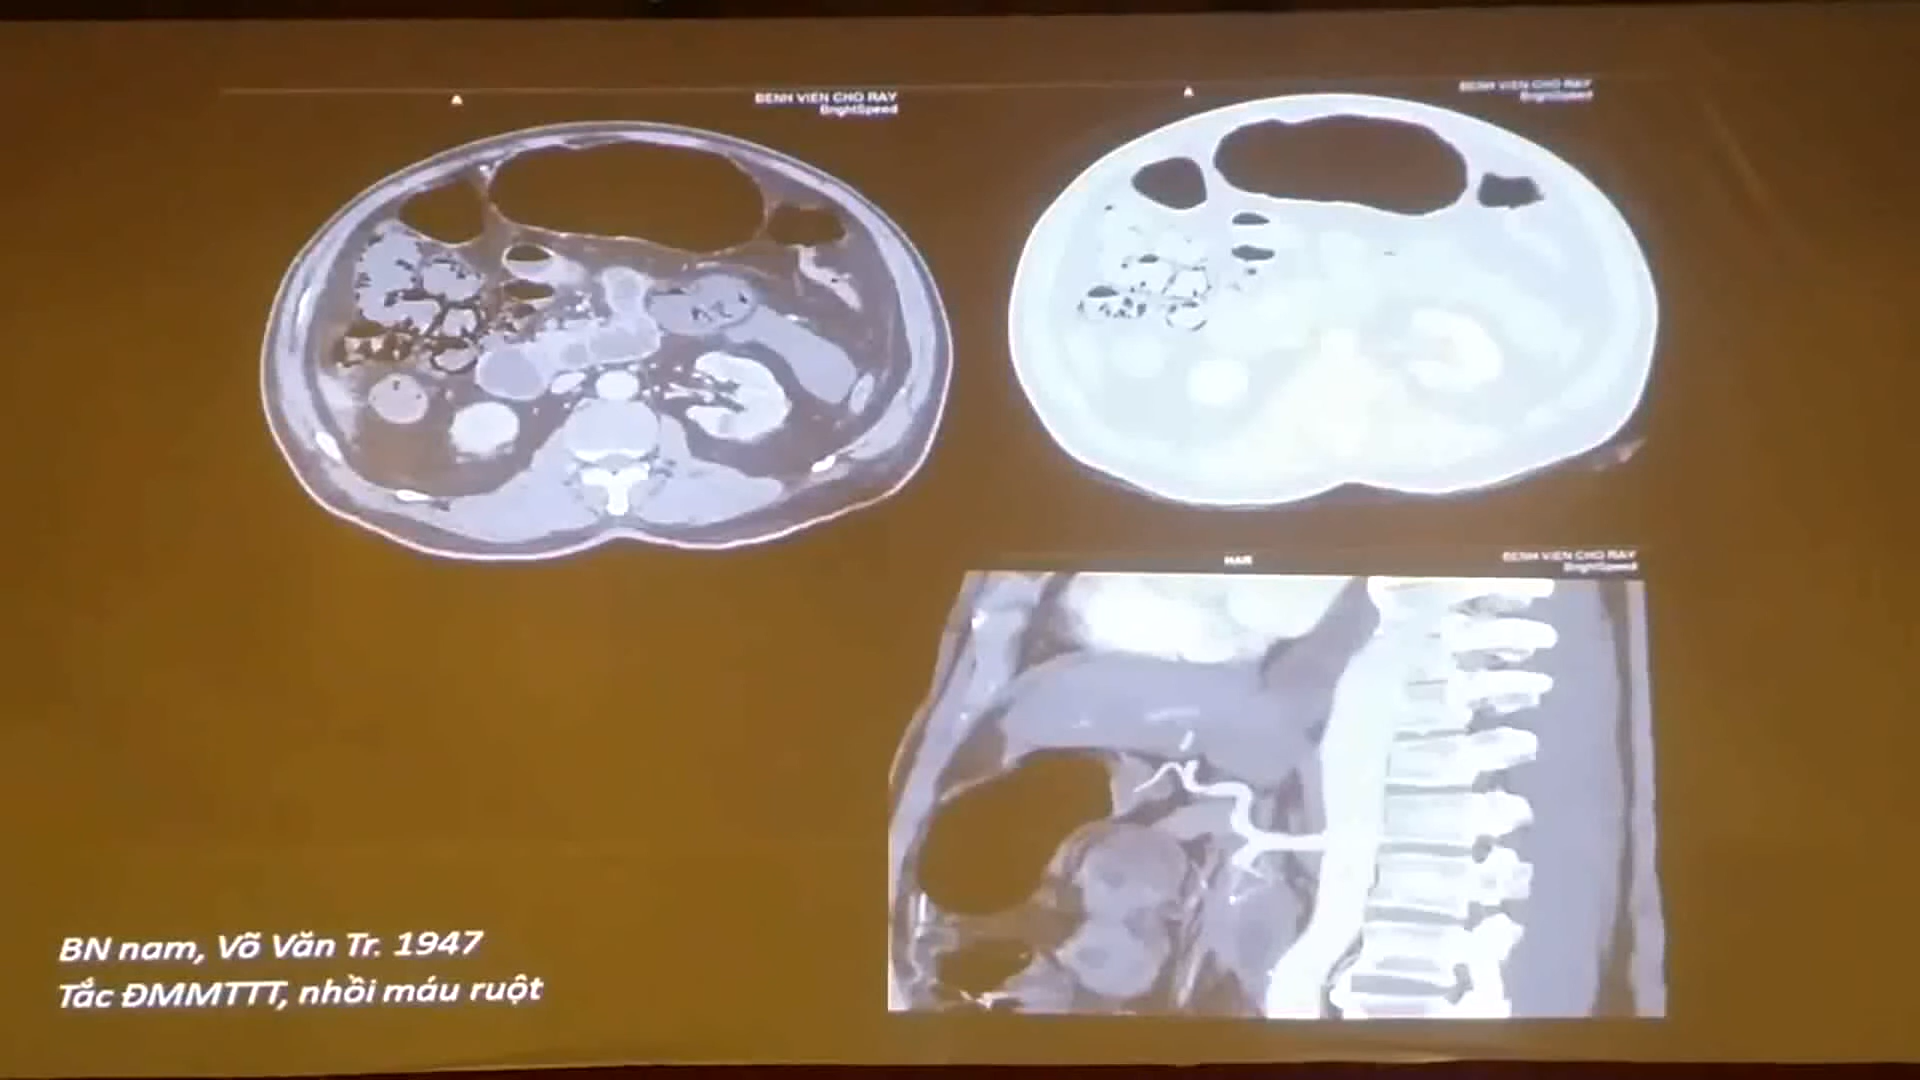 BENH VIEN CHO RAY
BrightSpeed
BENH VIEN CHO RAY
BrightSpeed
HAR
BENH VIEN CHO RAY
BrightSpeed
BN nam, Võ Văn Tr. 1947
Tắc ĐMMTTT, nhồi máu ruột